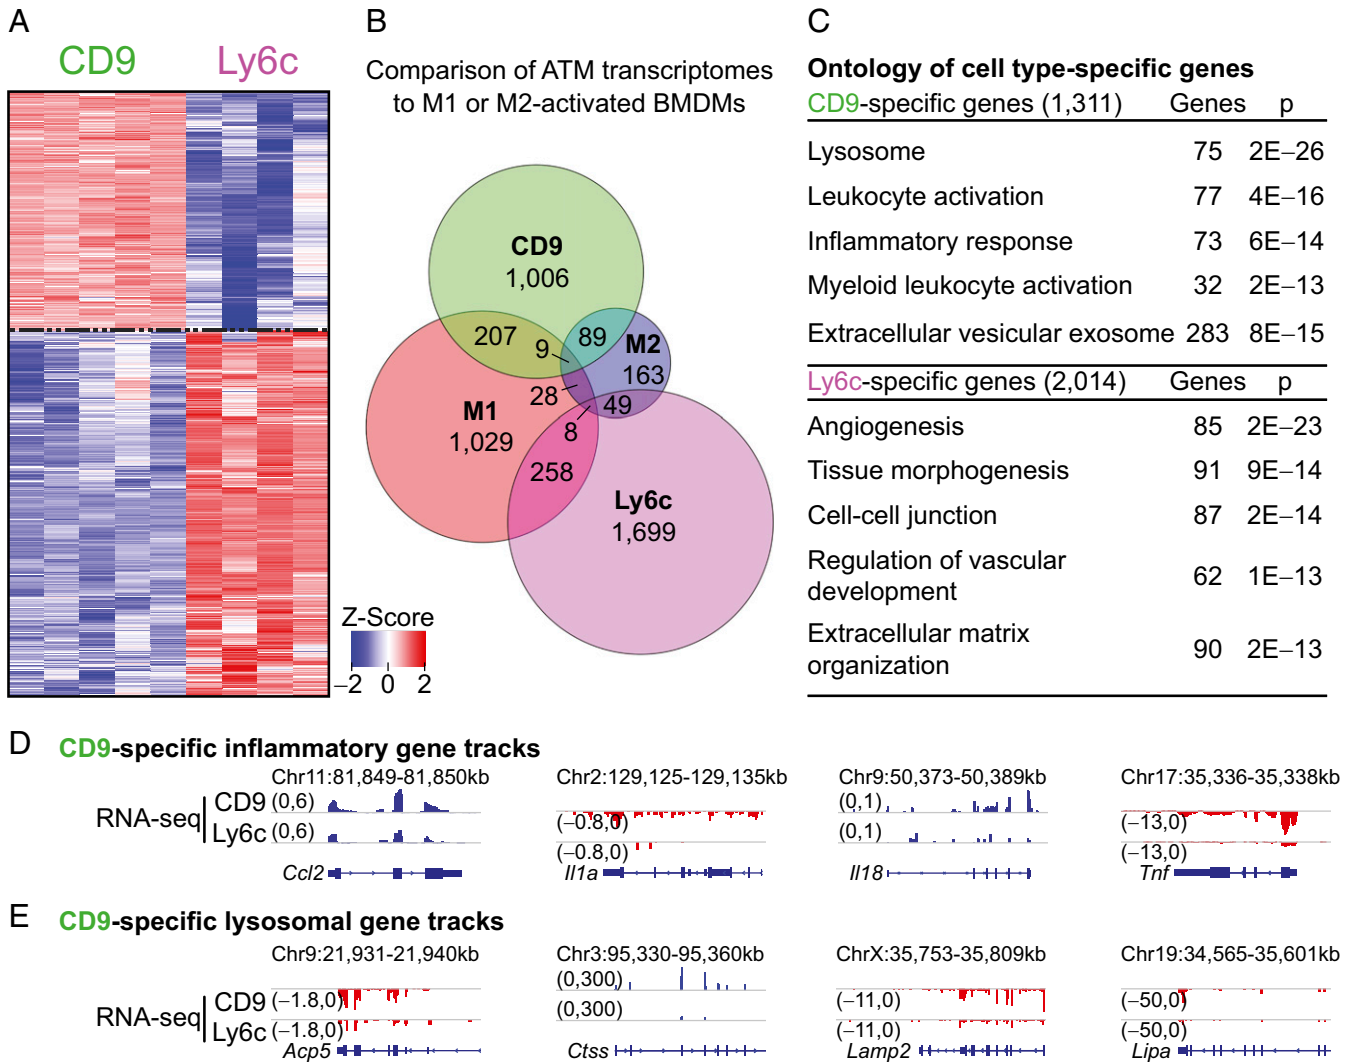 A
CD9 Ly6c
Z-Score
−2 0 2
B
Comparison of ATM transcriptomes
to M1 or M2-activated BMDMs
CD9
1,006
207 9 89 M2
163
28 49
M1
1,029
8
258
Ly6c
1,699
C
Ontology of cell type-specific genes
CD9-specific genes (1,311) Genes p
Lysosome 75 2E−26
Leukocyte activation 77 4E−16
Inflammatory response 73 6E−14
Myeloid leukocyte activation 32 2E−13
Extracellular vesicular exosome 283 8E−15
Ly6c-specific genes (2,014) Genes p
Angiogenesis 85 2E−23
Tissue morphogenesis 91 9E−14
Cell-cell junction 87 2E−14
Regulation of vascular
development 62 1E−13
Extracellular matrix
organization 90 2E−13
D CD9-specific inflammatory gene tracks
Chr11:81,849-81,850kb Chr2:129,125-129,135kb Chr9:50,373-50,389kb Chr17:35,336-35,338kb
RNA-seq
CD9 (0,6) (−0.8,0) (0,1) (−13,0)
Ly6c (0,6) (−0.8,0) (0,1) (−13,0)
Ccl2 Il1a Il18 Tnf
E CD9-specific lysosomal gene tracks
Chr9:21,931-21,940kb Chr3:95,330-95,360kb ChrX:35,753-35,809kb Chr19:34,565-35,601kb
RNA-seq
CD9 (−1.8,0) (0,300) (−11,0) (−50,0)
Ly6c (−1.8,0) (0,300) (−11,0) (−50,0)
Acp5 Ctss Lamp2 Lipa